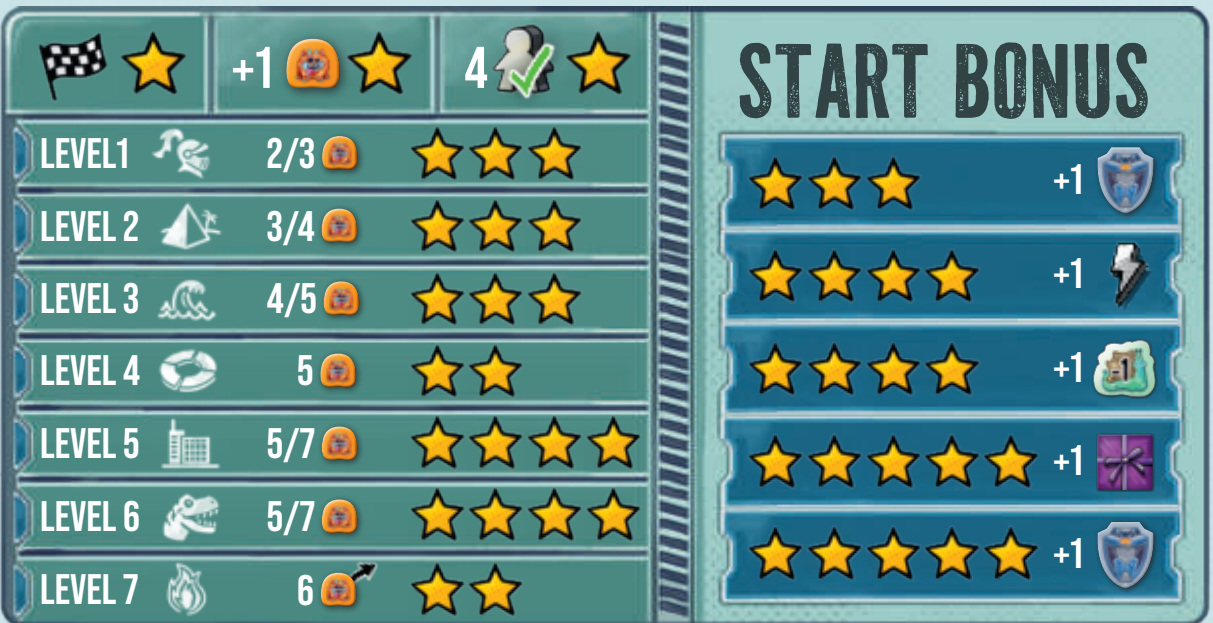 +1
4
START BONUS
LEVEL1 2/3
LEVEL 2 3/4
LEVEL 3 4/5
LEVEL 4 5
LEVEL 5 5/7
LEVEL 6 5/7
LEVEL 7 6
+1
+1
+1 -1
+1
+1